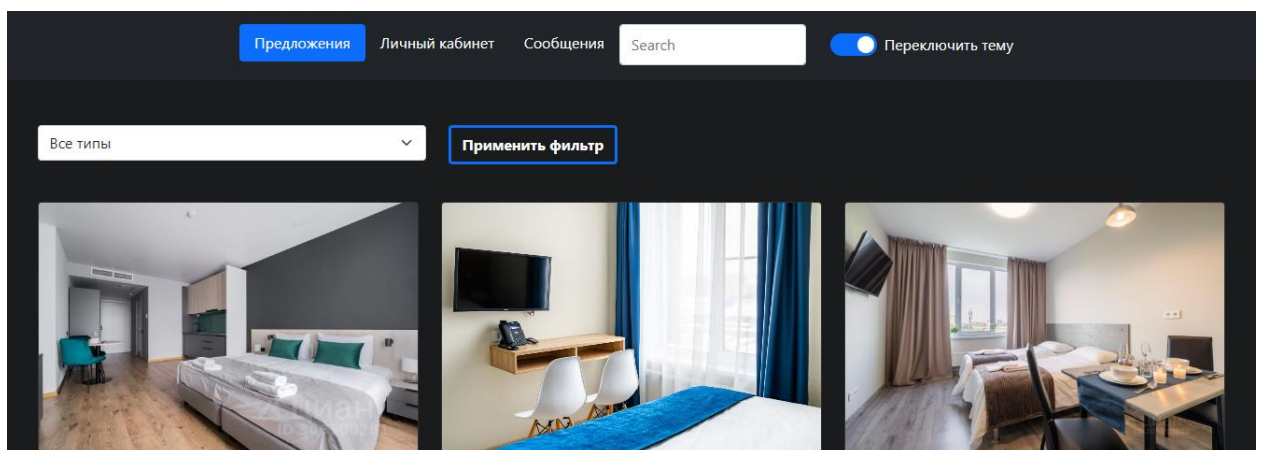 Предложения Личный кабинет Сообщения Search Переключить тему
Все типы Применить фильтр